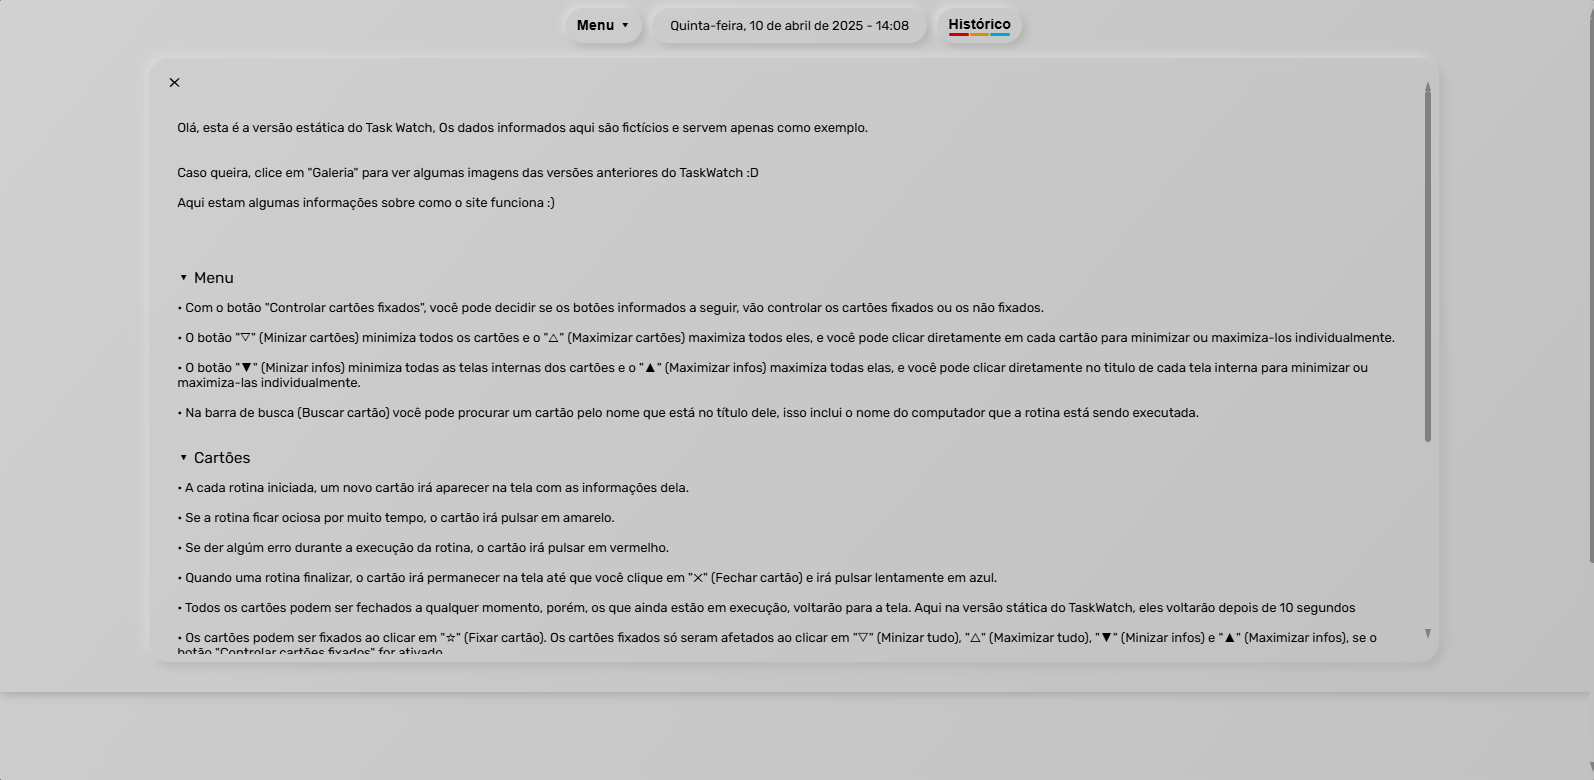 Menu ▼ Quinta-feira, 10 de abril de 2025 - 14:08 Histórico
×
Olá, esta é a versão estática do Task Watch, Os dados informados aqui são fictícios e servem apenas como exemplo.
Caso queira, clice em "Galeria" para ver algumas imagens das versões anteriores do TaskWatch :D
Aqui estam algumas informações sobre como o site funciona :)
▼ Menu
• Com o botão "Controlar cartões fixados", você pode decidir se os botões informados a seguir, vão controlar os cartões fixados ou os não fixados.
• O botão "▽" (Minizar cartões) minimiza todos os cartões e o "△" (Maximizar cartões) maximiza todos eles, e você pode clicar diretamente em cada cartão para minimizar ou maximiza-los individualmente.
• O botão "▼" (Minizar infos) minimiza todas as telas internas dos cartões e o "▲" (Maximizar infos) maximiza todas elas, e você pode clicar diretamente no titulo de cada tela interna para minimizar ou
maximiza-las individualmente.
• Na barra de busca (Buscar cartão) você pode procurar um cartão pelo nome que está no título dele, isso inclui o nome do computador que a rotina está sendo executada.
▼ Cartões
• A cada rotina iniciada, um novo cartão irá aparecer na tela com as informações dela.
• Se a rotina ficar ociosa por muito tempo, o cartão irá pulsar em amarelo.
• Se der algúm erro durante a execução da rotina, o cartão irá pulsar em vermelho.
• Quando uma rotina finalizar, o cartão irá permanecer na tela até que você clique em "×" (Fechar cartão) e irá pulsar lentamente em azul.
• Todos os cartões podem ser fechados a qualquer momento, porém, os que ainda estão em execução, voltarão para a tela. Aqui na versão stática do TaskWatch, eles voltarão depois de 10 segundos
• Os cartões podem ser fixados ao clicar em "☆" (Fixar cartão). Os cartões fixados só seram afetados ao clicar em "▽" (Minizar tudo), "△" (Maximizar tudo), "▼" (Minizar infos) e "▲" (Maximizar infos), se o
botão "Controlar cartões fixados" for ativado.